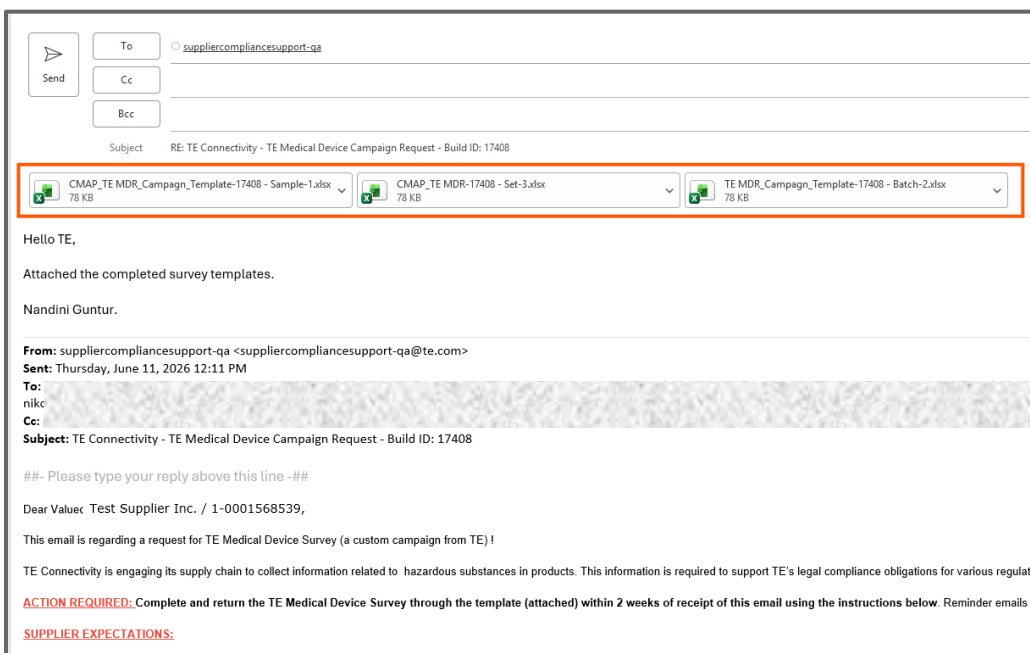 To
suppliercompliancesupport-qa
Send
Cc
Bcc
Subject
RE: TE Connectivity - TE Medical Device Campaign Request - Build ID: 17408
CMAP_TE MDR_Campagn_Template-17408 - Sample-1.xlsx
78 KB
CMAP_TE MDR-17408 - Set-3.xlsx
78 KB
TE MDR_Campagn_Template-17408 - Batch-2.xlsx
78 KB
Hello TE,
Attached the completed survey templates.
Nandini Guntur.
From: suppliercompliancesupport-qa <suppliercompliancesupport-qa@te.com>
Sent: Thursday, June 11, 2026 12:11 PM
To:
Cc:
Subject: TE Connectivity - TE Medical Device Campaign Request - Build ID: 17408
##- Please type your reply above this line -##
Dear Test Supplier Inc. / 1-0001568539,
This email is regarding a request for TE Medical Device Survey (a custom campaign from TE) !
TE Connectivity is engaging its supply chain to collect information related to hazardous substances in products. This information is required to support TE's legal compliance obligations for various
ACTION REQUIRED: Complete and return the TE Medical Device Survey through the template (attached) within 2 weeks of receipt of this email using the instructions below. Reminder emails
SUPPLIER EXPECTATIONS: